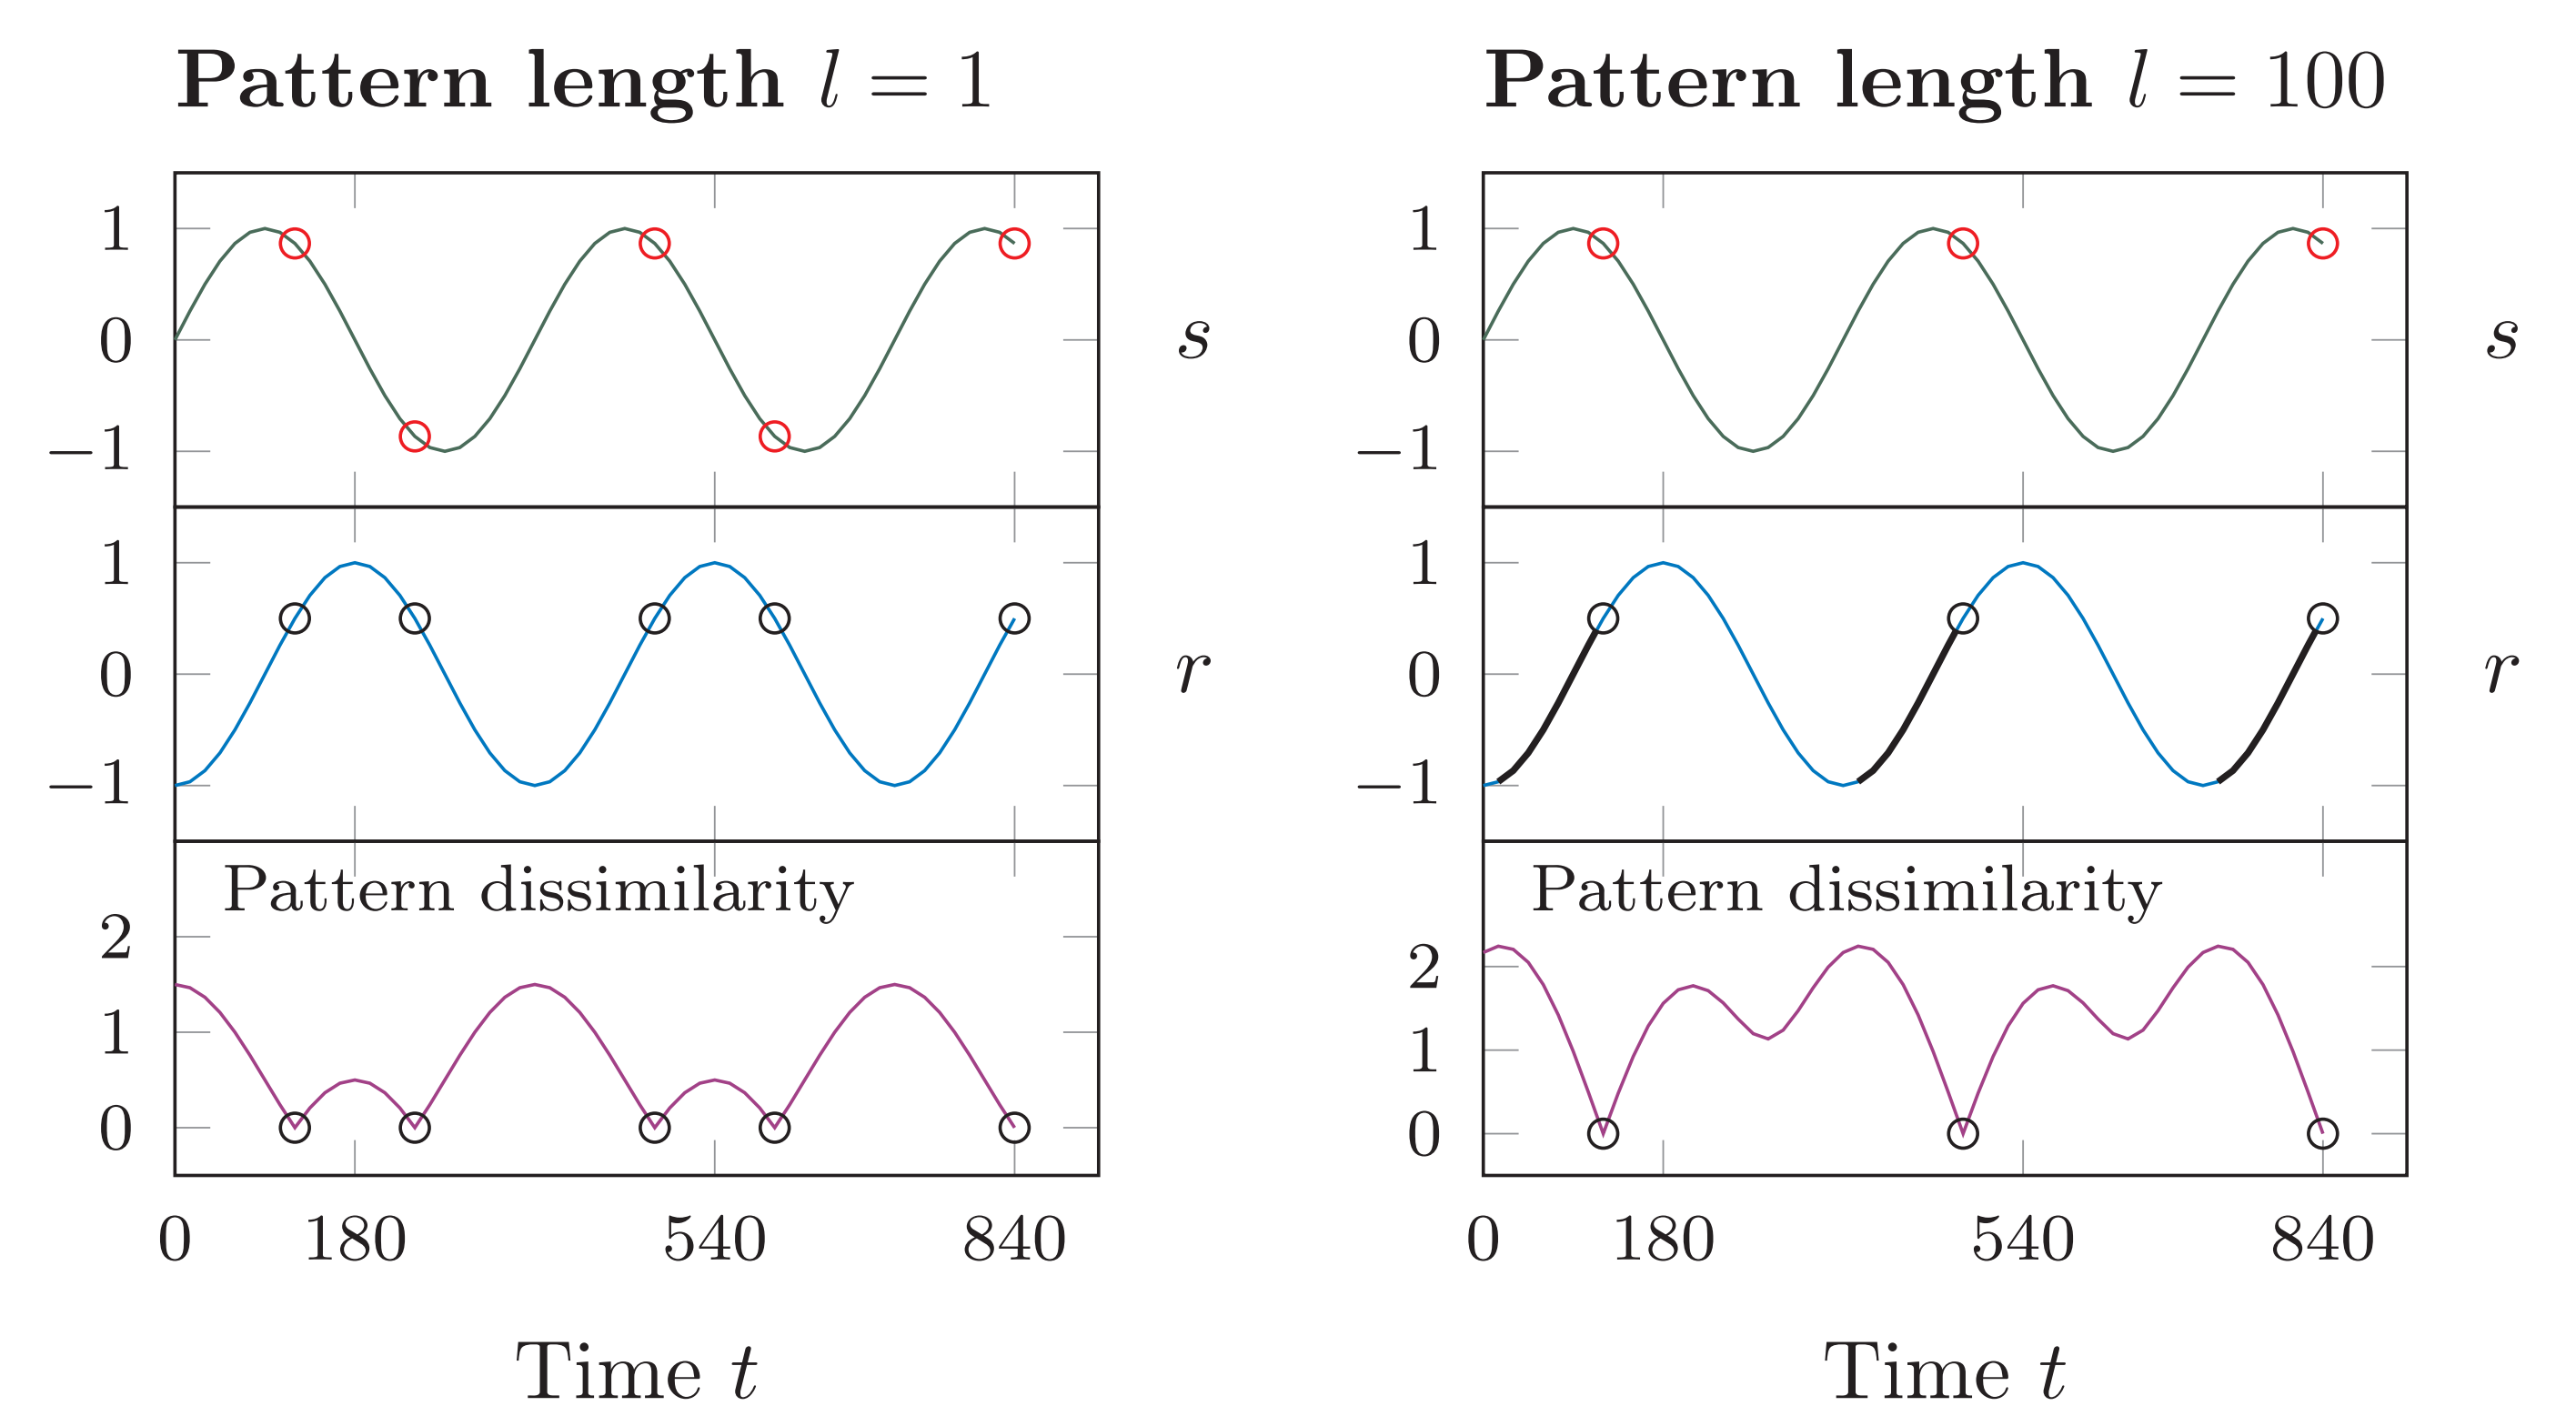 Pattern length l = 1
1
0
−1
s
1
0
−1
r
Pattern dissimilarity
2
1
0
0 180 540 840
Time t
Pattern length l = 100
1
0
−1
s
1
0
−1
r
Pattern dissimilarity
2
1
0
0 180 540 840
Time t